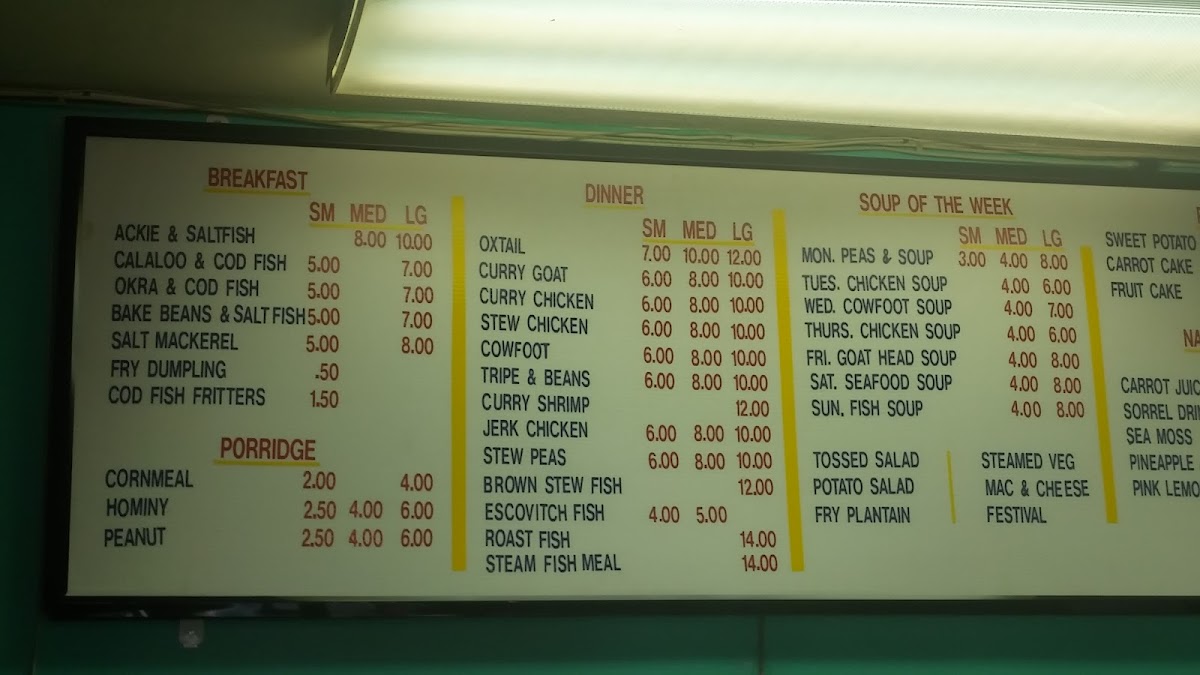 BREAKFAST
SM MED LG
ACKIE & SALTFISH 8.00 10.00
CALALOO & COD FISH 5.00 7.00
OKRA & COD FISH 5.00 7.00
BAKE BEANS & SALTFISH 5.00 7.00
SALT MACKEREL 5.00 8.00
FRY DUMPLING .50
COD FISH FRITTERS 1.50
PORRIDGE
CORNMEAL 2.00 4.00
HOMINY 2.50 4.00 6.00
PEANUT 2.50 4.00 6.00
DINNER
SM MED LG
OXTAIL 7.00 10.00 12.00
CURRY GOAT 6.00 8.00 10.00
CURRY CHICKEN 6.00 8.00 10.00
STEW CHICKEN 6.00 8.00 10.00
COWFOOT 6.00 8.00 10.00
TRIPE & BEANS 6.00 8.00 10.00
CURRY SHRIMP 12.00
JERK CHICKEN 6.00 8.00 10.00
STEW PEAS 6.00 8.00 10.00
BROWN STEW FISH 12.00
ESCOVITCH FISH 4.00 5.00
ROAST FISH 14.00
STEAM FISH MEAL 14.00
SOUP OF THE WEEK
SM MED LG
MON. PEAS & SOUP 3.00 4.00 8.00
TUES. CHICKEN SOUP 4.00 6.00
WED. COWFOOT SOUP 4.00 7.00
THURS. CHICKEN SOUP 4.00 6.00
FRI. GOAT HEAD SOUP 4.00 8.00
SAT. SEAFOOD SOUP 4.00 8.00
SUN. FISH SOUP 4.00 8.00
TOSSED SALAD
POTATO SALAD
FRY PLANTAIN
STEAMED VEG
MAC & CHEESE
FESTIVAL
SWEET POTATO
CARROT CAKE
FRUIT CAKE
CARROT
SORREL
SEA MOSS
PINEAPPLE
PINK